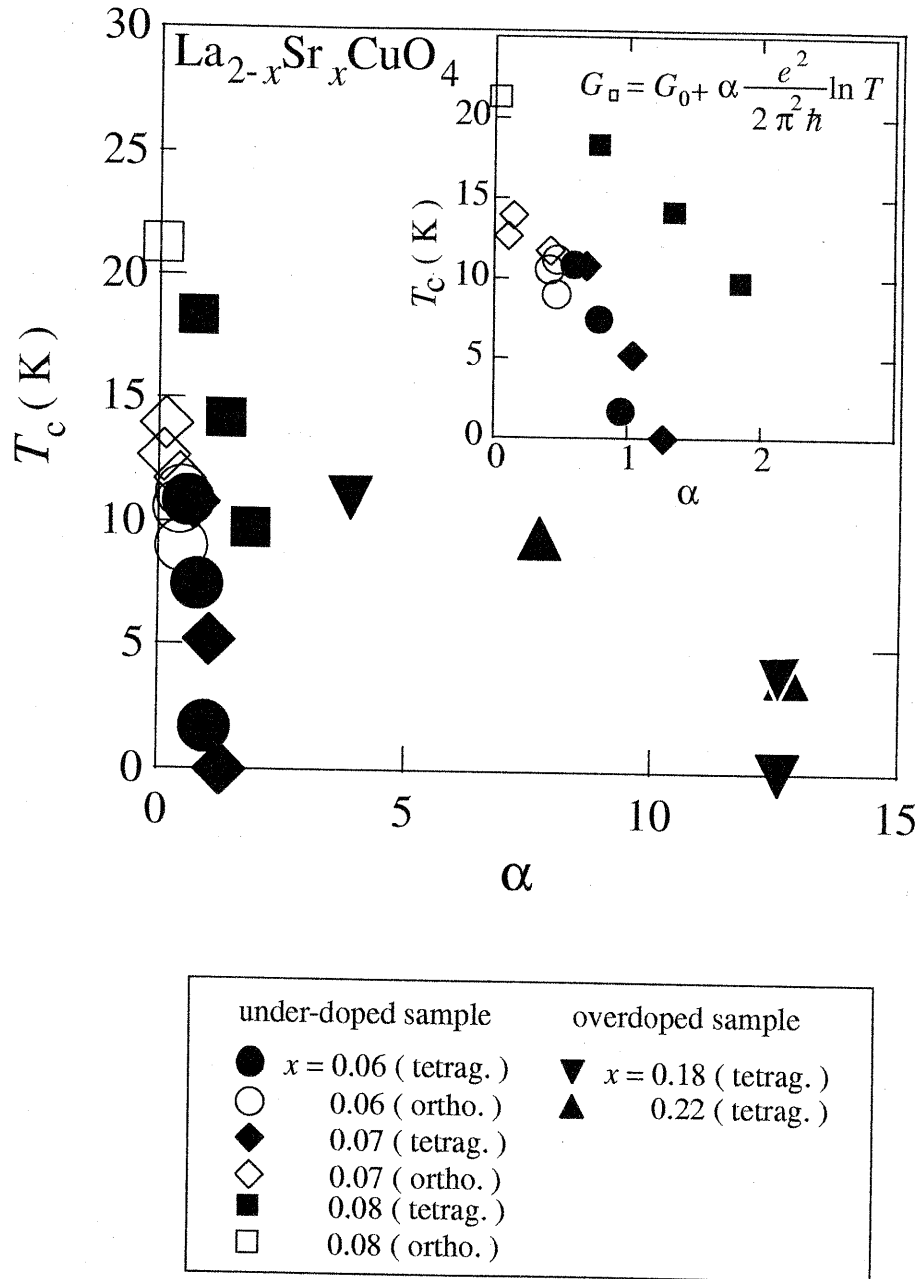 La2-xSrxCuO4
G□ = G0 + α e²/2π²ħ ln T
30
25
20
15
10
5
0
Tc ( K )
0
5
10
15
α
20
15
10
5
0
Tc ( K )
0
1
2
α
under-doped sample
x = 0.06 ( tetrag. )
0.06 ( ortho. )
0.07 ( tetrag. )
0.07 ( ortho. )
0.08 ( tetrag. )
0.08 ( ortho. )
overdoped sample
x = 0.18 ( tetrag. )
0.22 ( tetrag. )